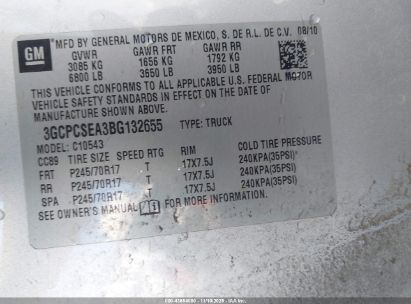 GM *MFD BY GENERAL MOTORS DE MEXICO, S. DE R.L. DE C.V. 08/10
GVWR GAWR FRT GAWR RR
3085 KG 1656 KG 1792 KG
6800 LB 3650 LB 3950 LB
THIS VEHICLE CONFORMS TO ALL APPLICABLE U.S. FEDERAL MOTOR
VEHICLE SAFETY STANDARDS IN EFFECT ON THE DATE OF
MANUFACTURE SHOWN ABOVE.
3GCPCSEA3BG132655 TYPE: TRUCK
MODEL: C10543
CC89 TIRE SIZE SPEED RTG RIM COLD TIRE PRESSURE
FRT P245/70R17 T 17X7.5J 240KPA(35PSI)
RR P245/70R17 T 17X7.5J 240KPA(35PSI)
SPA P245/70R17 T 17X7.5J 240KPA(35PSI)
SEE OWNER'S MANUAL FOR MORE INFORMATION.